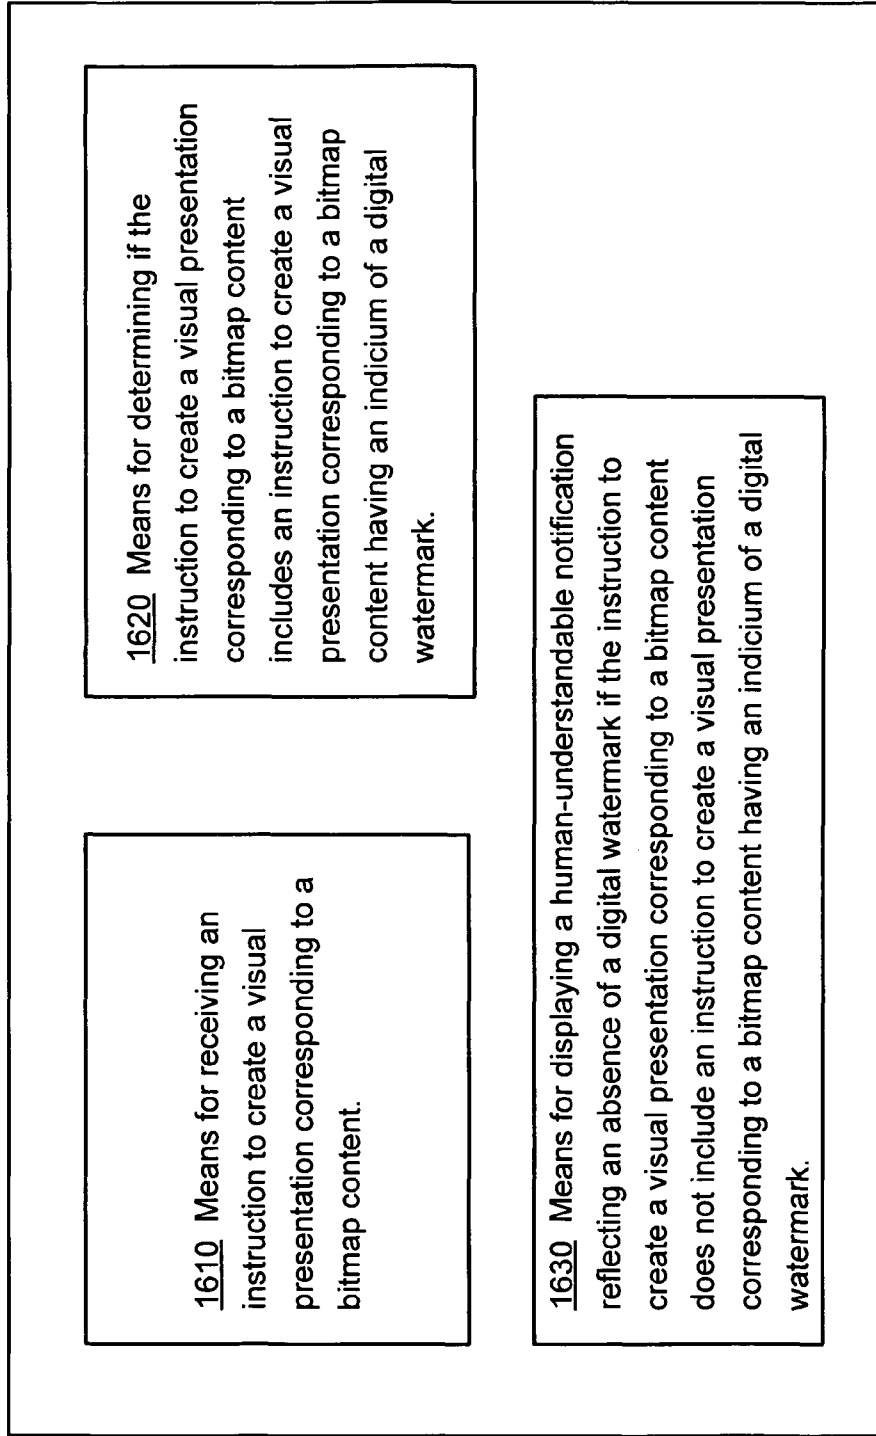 1610 Means for receiving an
instruction to create a visual
presentation corresponding to a
bitmap content.
1620 Means for determining if the
instruction to create a visual presentation
corresponding to a bitmap content
includes an instruction to create a visual
presentation corresponding to a bitmap
content having an indicium of a digital
watermark.
1630 Means for displaying a human-understandable notification
reflecting an absence of a digital watermark if the instruction to
create a visual presentation corresponding to a bitmap content
does not include an instruction to create a visual presentation
corresponding to a bitmap content having an indicium of a digital
watermark.